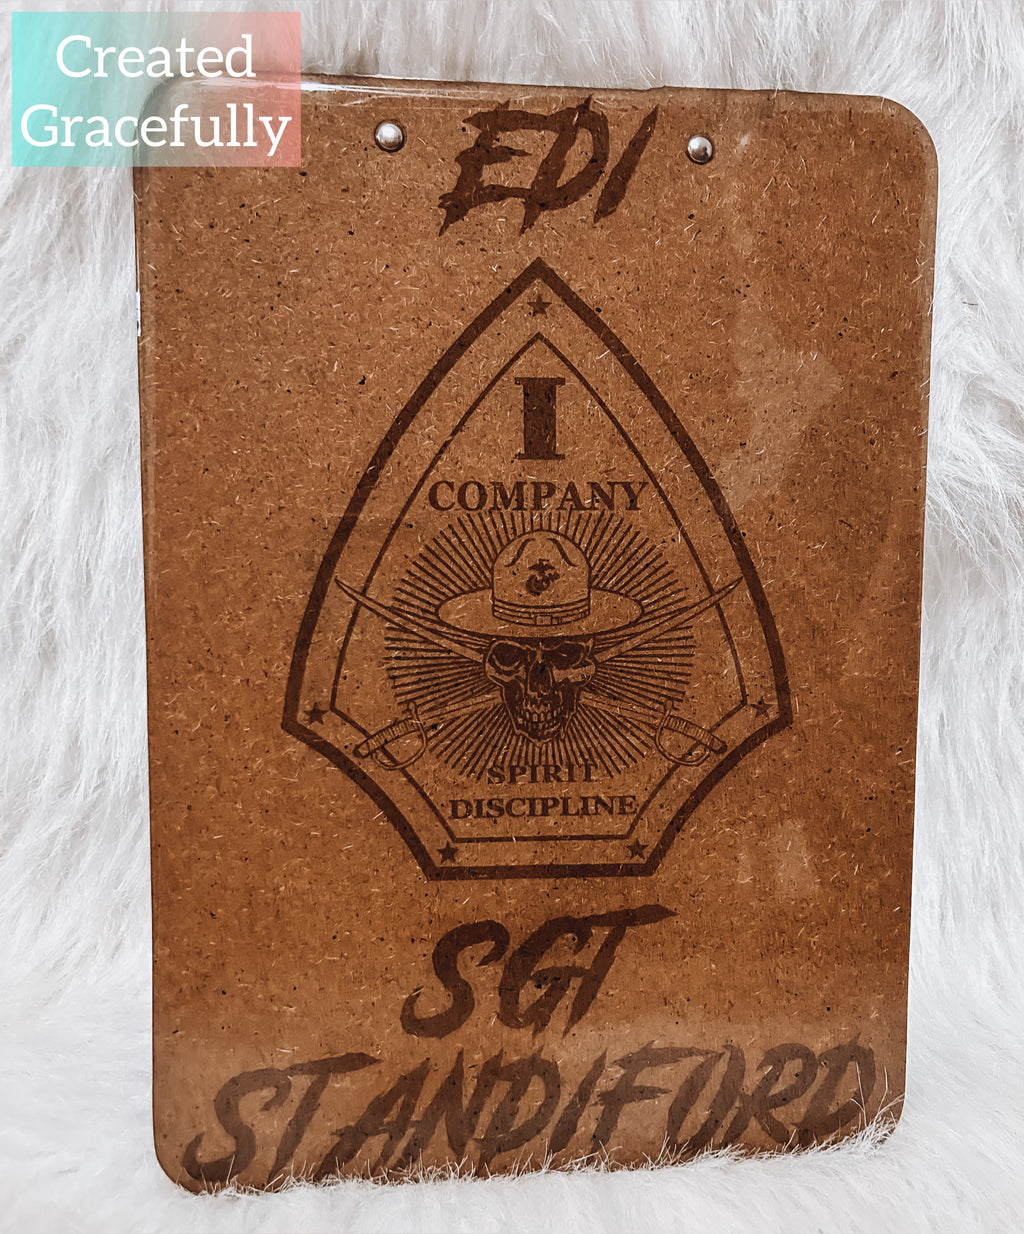 Created
Gracefully
EDI
I
COMPANY
SPIRIT
DISCIPLINE
SGT
STANDIFORD